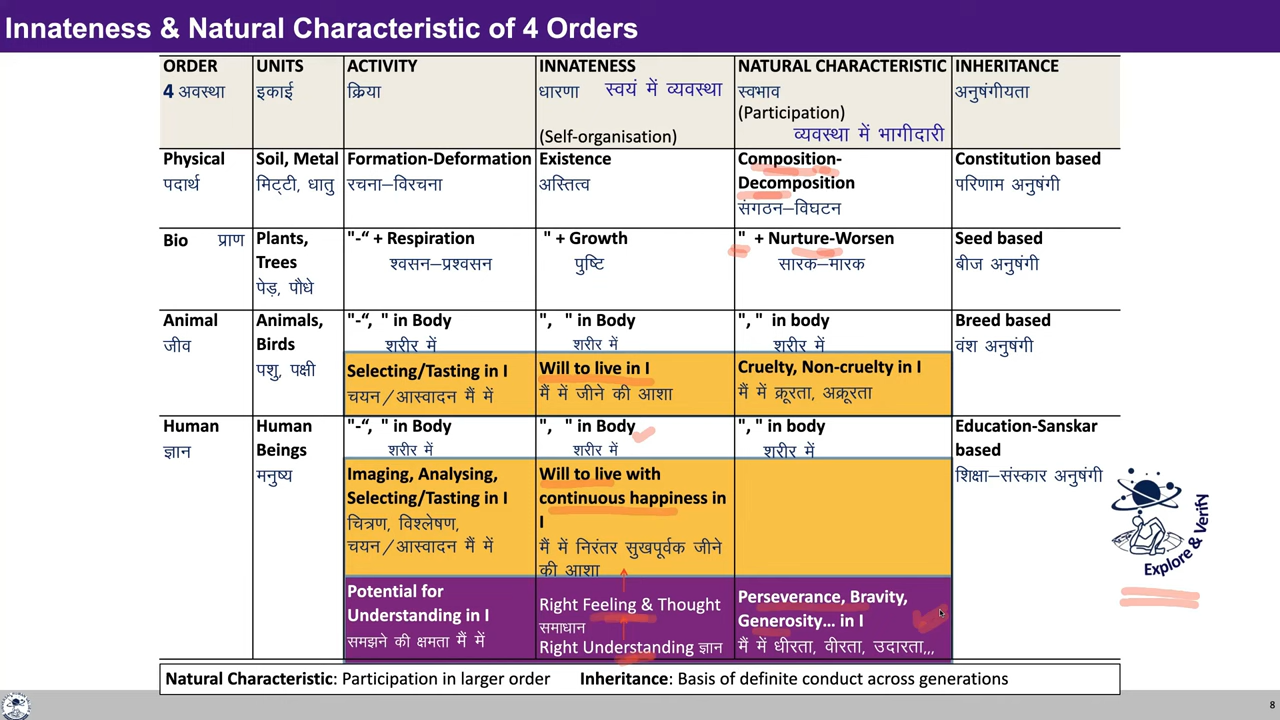 Innateness & Natural Characteristic of 4 Orders
ORDER
4 अवस्था
UNITS
इकाई
ACTIVITY
क्रिया
INNATENESS
धारणा स्वयं में व्यवस्था
(Self-organisation)
NATURAL CHARACTERISTIC
स्वभाव
(Participation)
व्यवस्था में भागीदारी
INHERITANCE
अनुषंगीयता
Physical
पदार्थ
Soil, Metal
मिट्टी, धातु
Formation-Deformation
रचना–विरचना
Existence
अस्तित्व
Composition-
Decomposition
संगठन–विघटन
Constitution based
परिणाम अनुषंगी
Bio प्राण
Plants,
Trees
पेड़, पौधे
"-“ + Respiration
श्वसन–प्रश्वसन
" + Growth
पुष्टि
" + Nurture-Worsen
सारक–मारक
Seed based
बीज अनुषंगी
Animal
जीव
Animals,
Birds
पशु, पक्षी
"-“, " in Body
शरीर में
Selecting/Tasting in I
चयन/आस्वादन मैं में
", " in Body
शरीर में
Will to live in I
मैं में जीने की आशा
", " in body
शरीर में
Cruelty, Non-cruelty in I
मैं में क्रूरता, अक्रूरता
Breed based
वंश अनुषंगी
Human
ज्ञान
Human
Beings
मनुष्य
"-“, " in Body
शरीर में
Imaging, Analysing,
Selecting/Tasting in I
चित्रण, विश्लेषण,
चयन/आस्वादन मैं में
Potential for
Understanding in I
समझने की क्षमता मैं में
", " in Body
शरीर में
Will to live with
continuous happiness in
I
मैं में निरंतर सुखपूर्वक जीने
की आशा
Right Feeling & Thought
समाधान
Right Understanding ज्ञान
", " in body
शरीर में
Perseverance, Bravity,
Generosity... in I
मैं में धीरता, वीरता, उदारता,,,
Education-Sanskar
based
शिक्षा–संस्कार अनुषंगी
Explore & Verify
Natural Characteristic: Participation in larger order Inheritance: Basis of definite conduct across generations
8